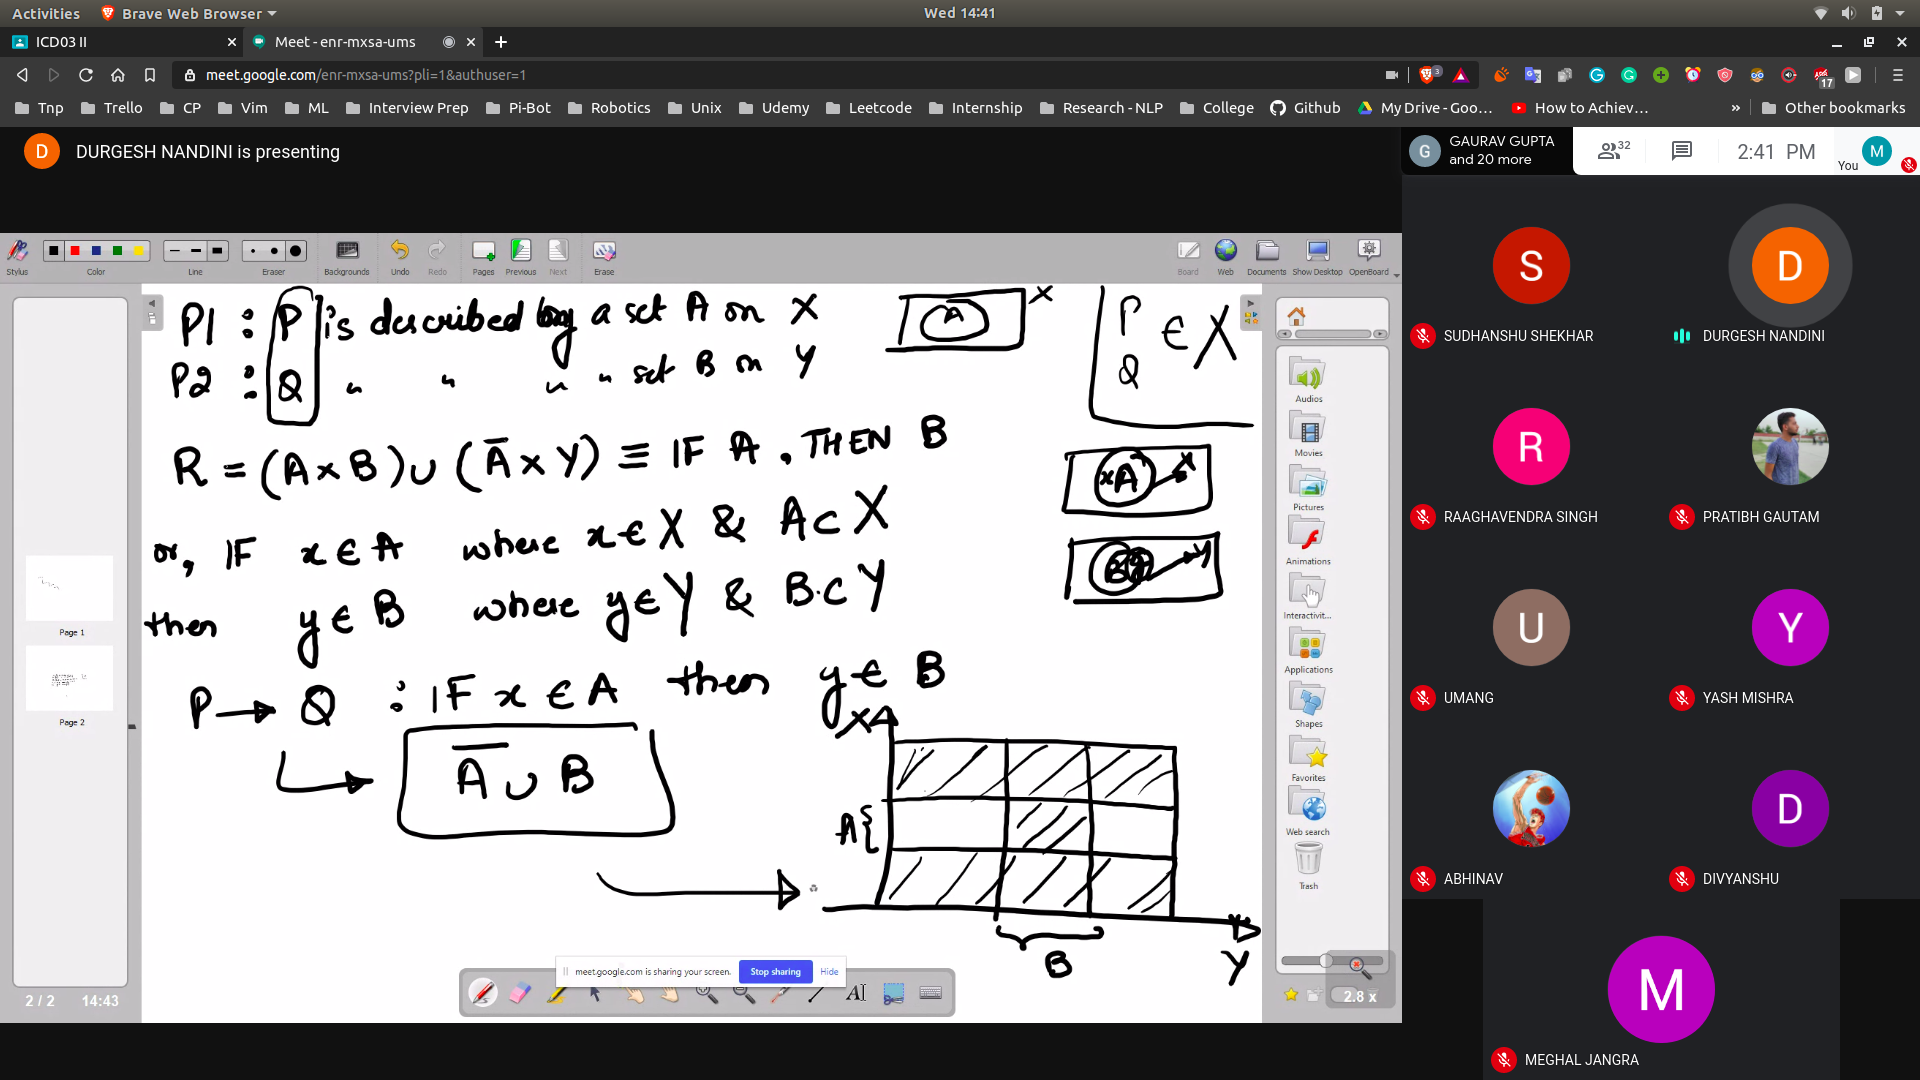 Activities Brave Web Browser Wed 14:41
ICD03 II Meet - enr-mxsa-ums
meet.google.com/enr-mxsa-ums?pli=1&authuser=1 3 17
Tnp Trello CP Vim ML Interview Prep Pi-Bot Robotics Unix Udemy Leetcode Internship Research - NLP College Github My Drive - Goo... How to Achiev... » Other bookmarks
D DURGESH NANDINI is presenting
G GAURAV GUPTA and 20 more 32 2:41 PM You M
Stylus Color Line Eraser Backgrounds Undo Redo Pages Previous Next Erase Board Web Documents Show Desktop OpenBoard
P1 : P is described by a set A on X
P2 : Q " " " " set B on Y
R = (A × B) ∪ (A̅ × Y) ≡ IF A, THEN B
or, IF x ∈ A where x ∈ X & A ⊂ X
then y ∈ B where y ∈ Y & B ⊂ Y
P → Q : IF x ∈ A then y ∈ B
A̅ ∪ B
A X
P Q ∈ X
x A X
B Y
X
A {
B
Y
Page 1
Page 2
2 / 2 14:43
Audios
Movies
Pictures
Animations
Interactivit...
Applications
Shapes
Favorites
Web search
Trash
2.8 x
meet.google.com is sharing your screen. Stop sharing Hide
S SUDHANSHU SHEKHAR
D DURGESH NANDINI
R RAAGHAVENDRA SINGH
PRATIBH GAUTAM
U UMANG
Y YASH MISHRA
ABHINAV
D DIVYANSHU
M MEGHAL JANGRA